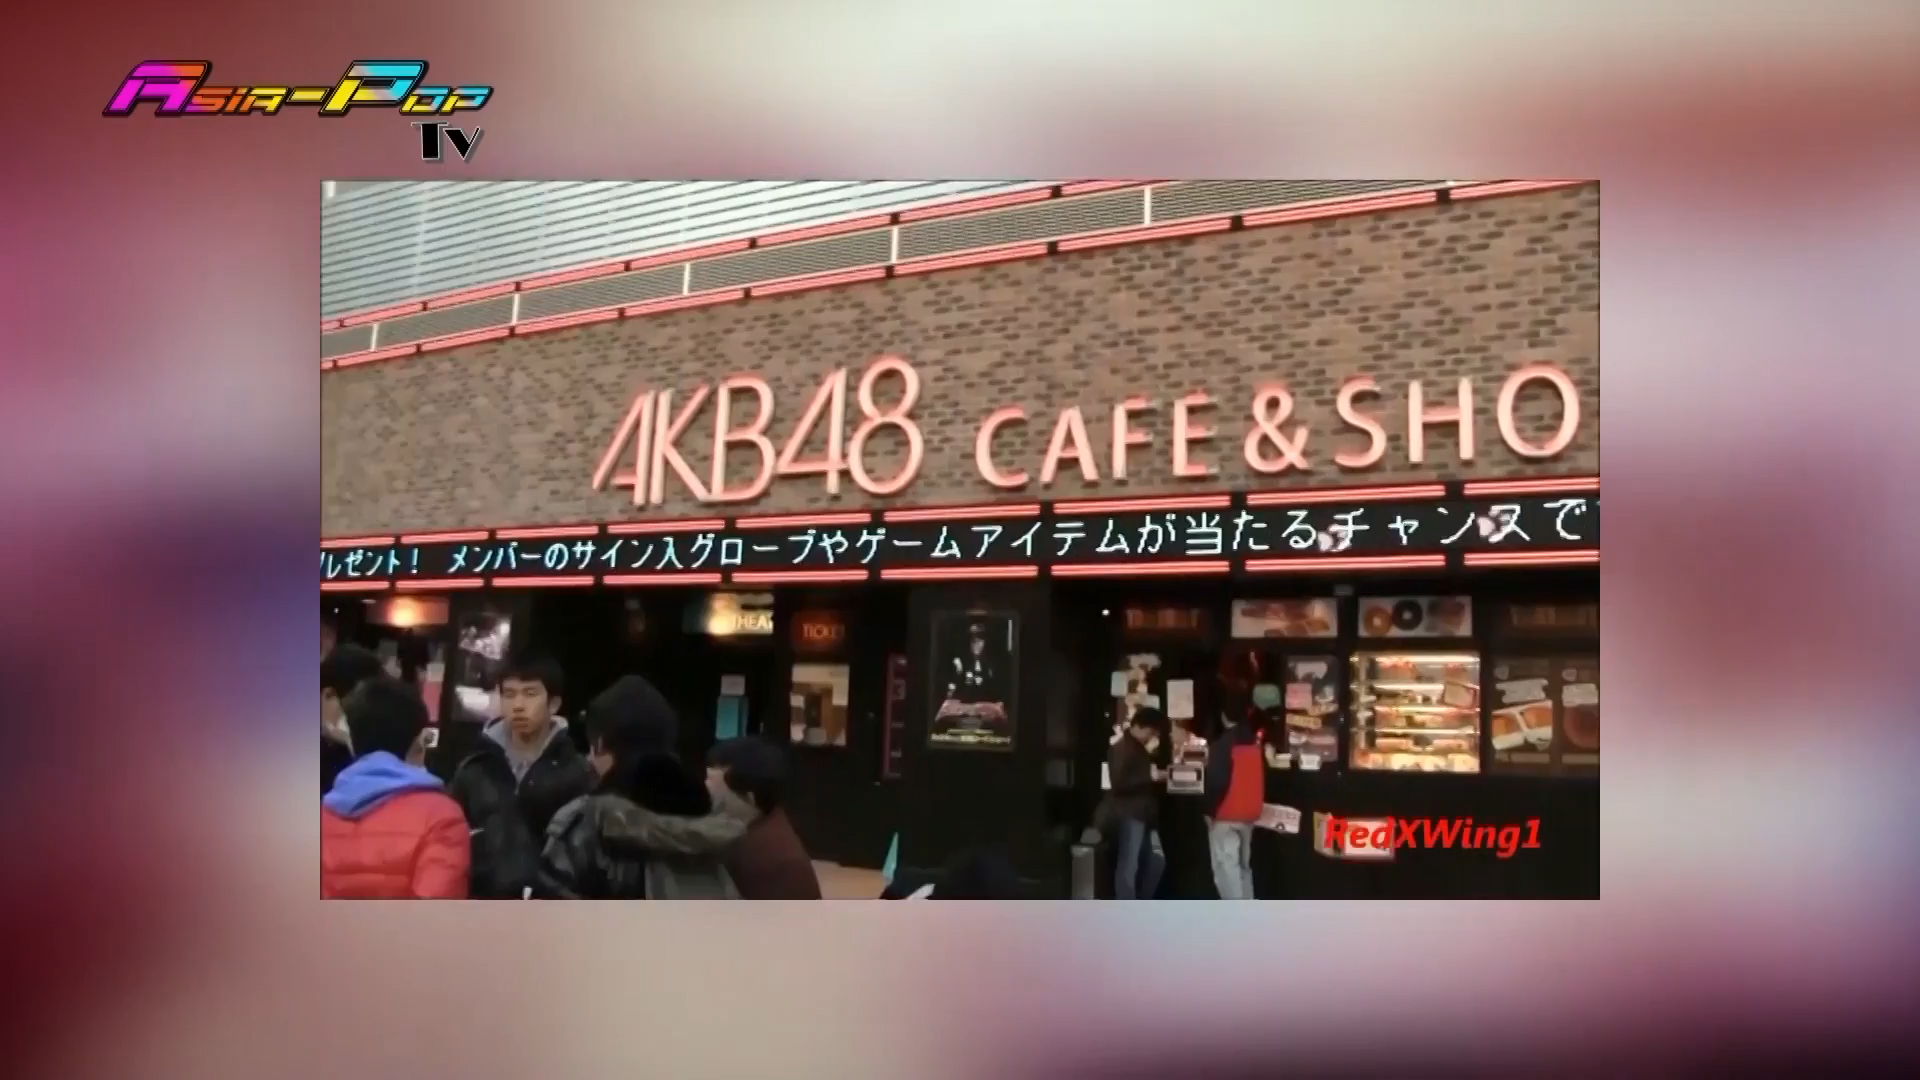 Asia-Pop
Tv
AKB48 CAFE & SHO
ルゼント! メンバーのサイン入グローブやゲームアイテムが当たるチャンスで
THEA
TICKET
RedXWing1